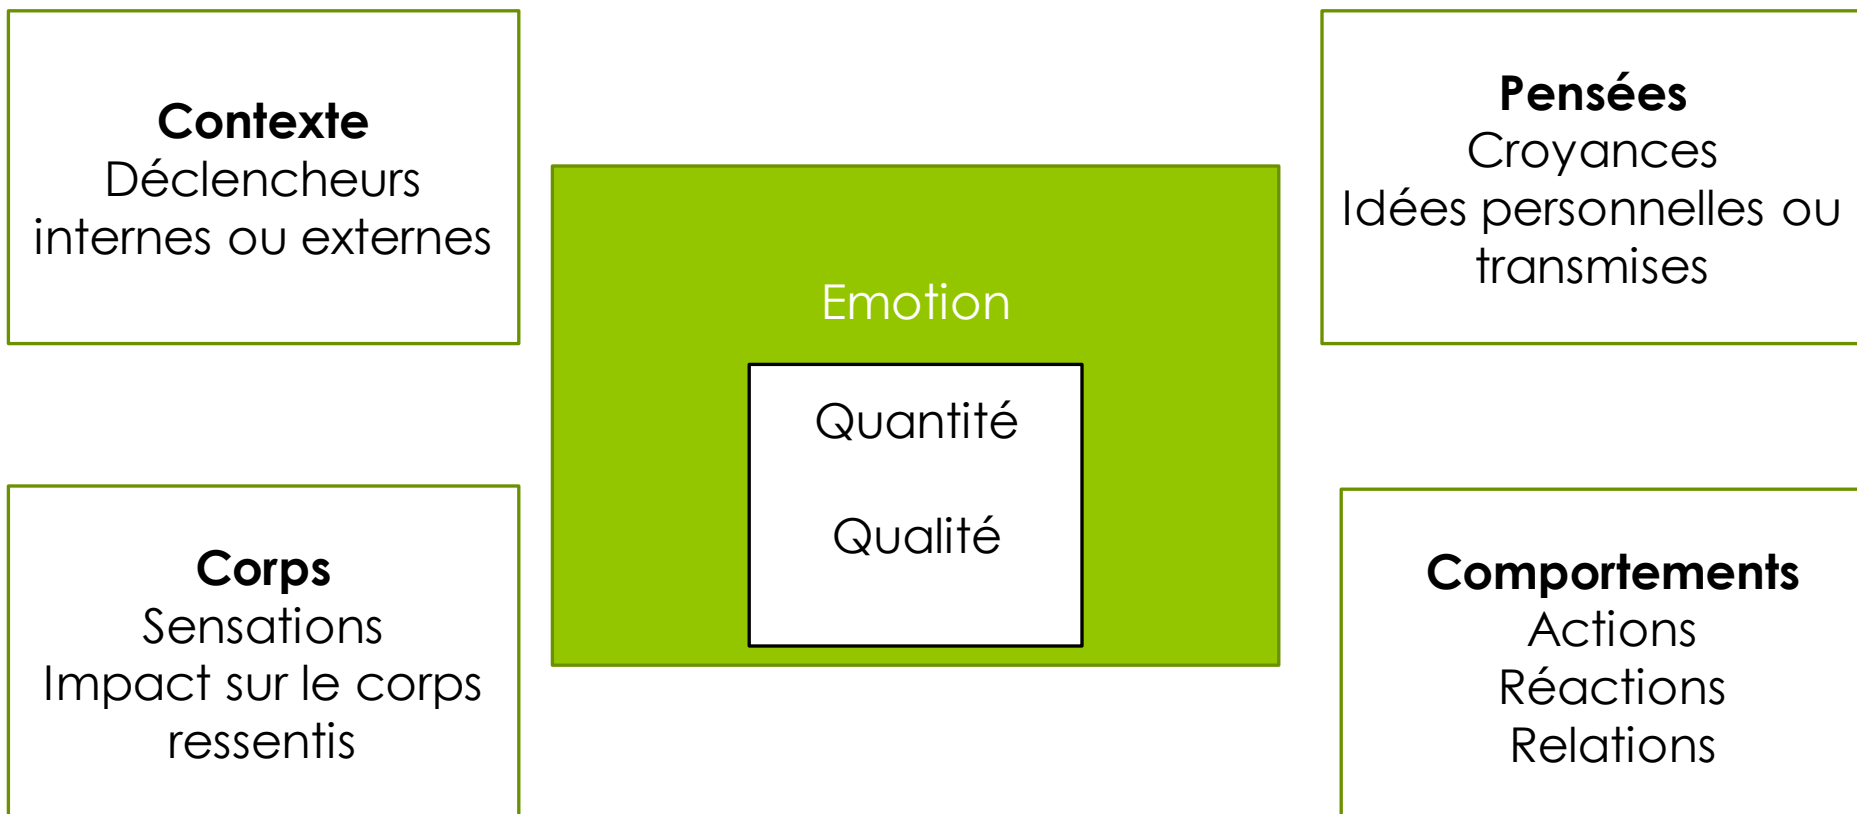 Contexte
Déclencheurs
internes ou externes
Pensées
Croyances
Idées personnelles ou
transmises
Emotion
Quantité
Qualité
Corps
Sensations
Impact sur le corps
ressentis
Comportements
Actions
Réactions
Relations